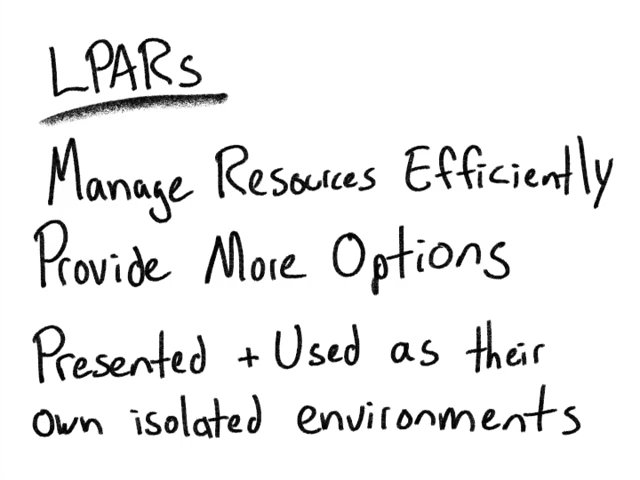 LPARs
Manage Resources Efficiently
Provide More Options
Presented + Used as their
own isolated environments